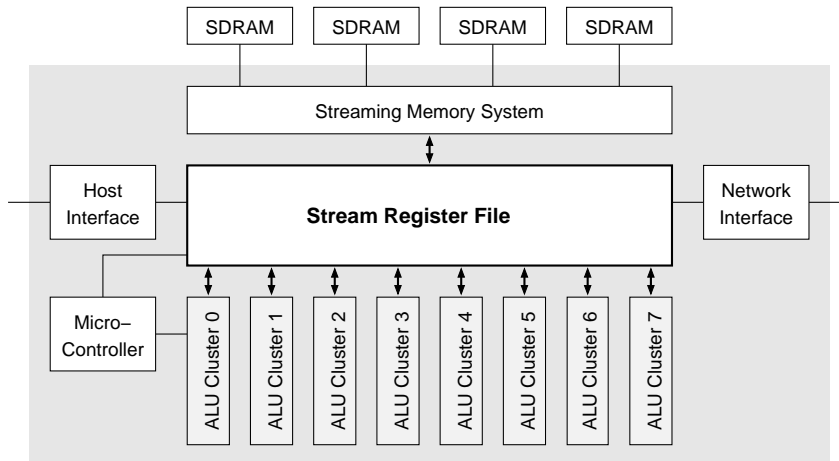 SDRAM SDRAM SDRAM SDRAM
Streaming Memory System
Host
Interface
Stream Register File
Network
Interface
Micro−
Controller
ALU Cluster 0
ALU Cluster 1
ALU Cluster 2
ALU Cluster 3
ALU Cluster 4
ALU Cluster 5
ALU Cluster 6
ALU Cluster 7